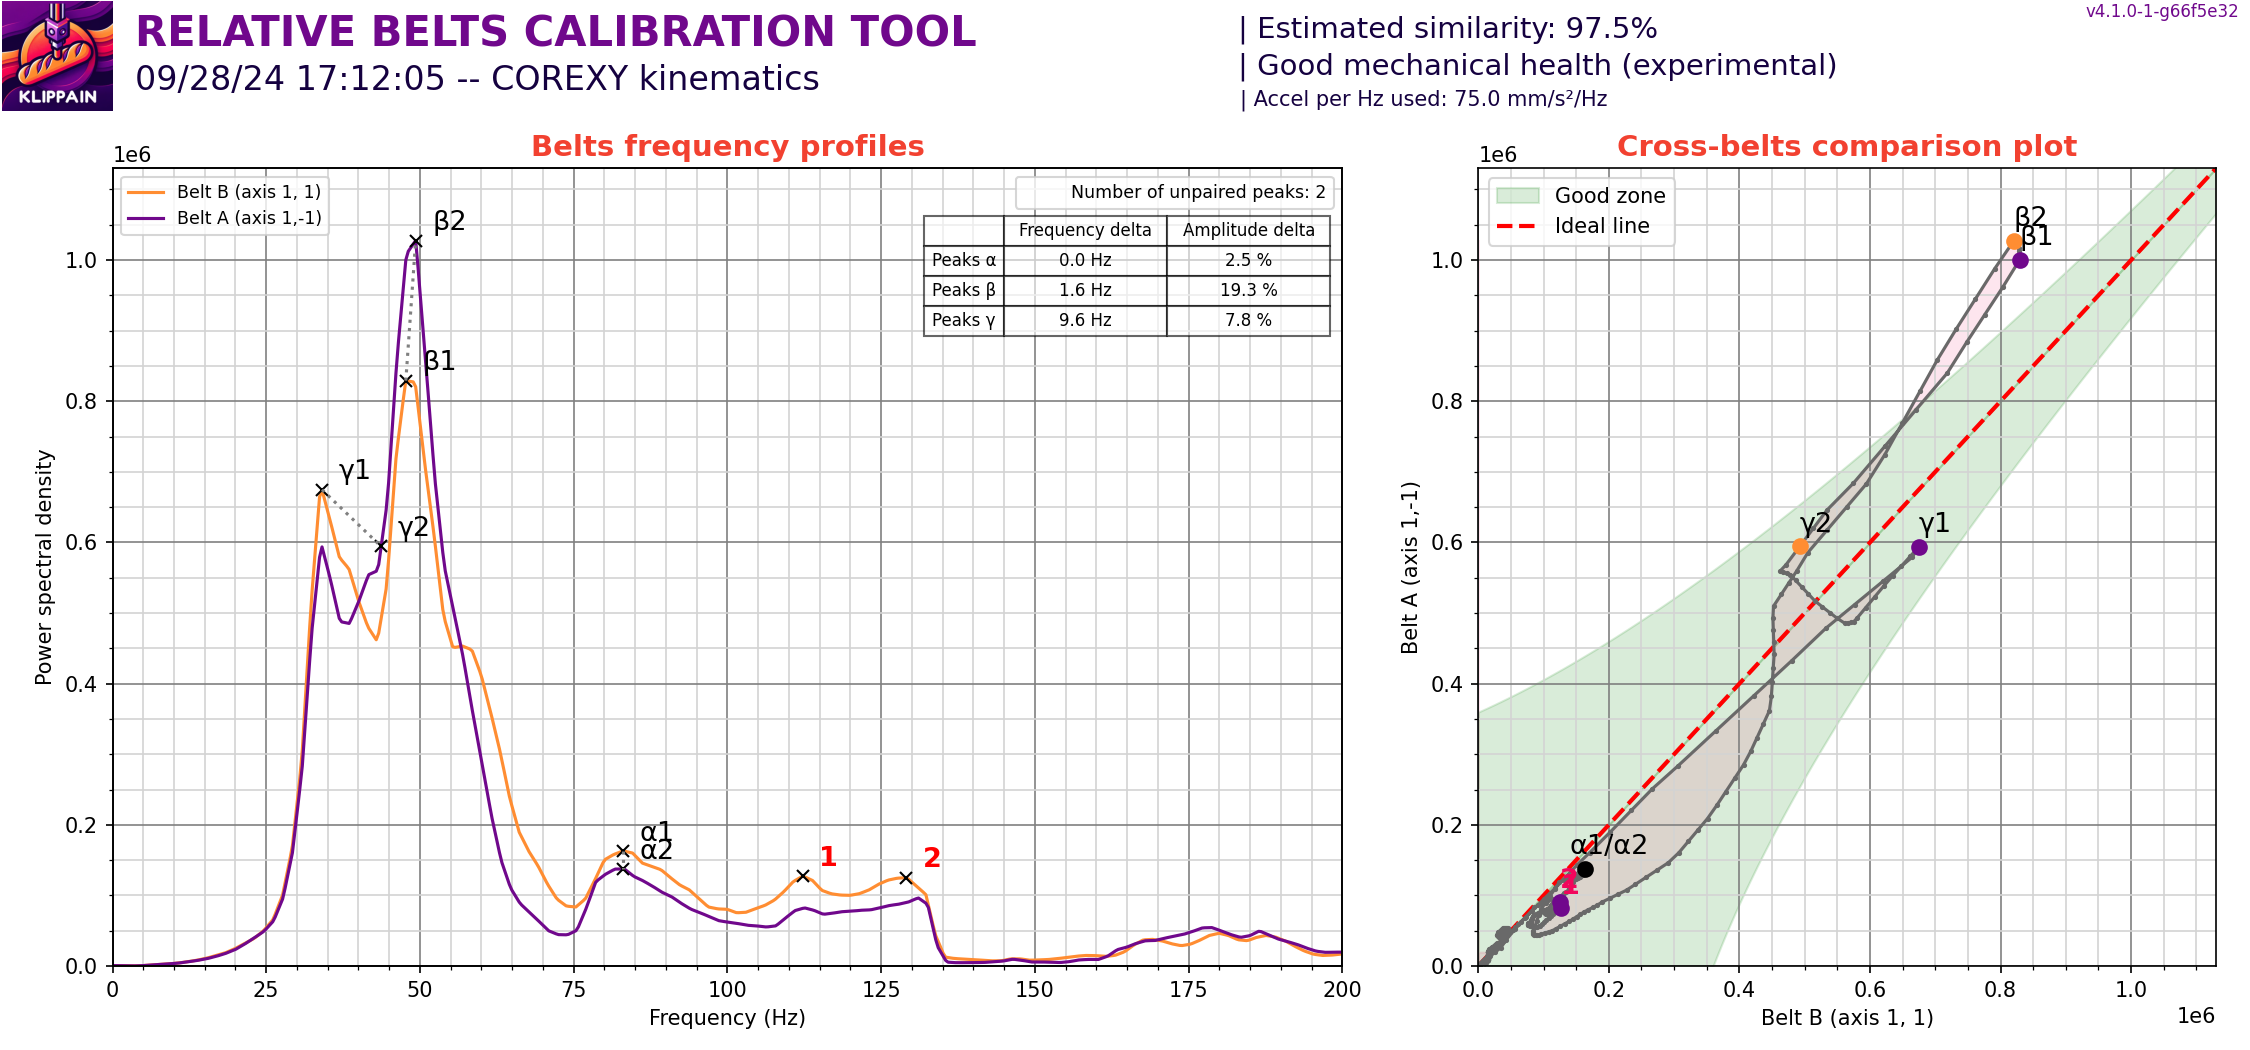 KLIPPAIN
RELATIVE BELTS CALIBRATION TOOL
09/28/24 17:12:05 -- COREXY kinematics
| Estimated similarity: 97.5%
| Good mechanical health (experimental)
| Accel per Hz used: 75.0 mm/s²/Hz
v4.1.0-1-g66f5e32
Belts frequency profiles
1e6
Belt B (axis 1, 1)
Belt A (axis 1,-1)
Number of unpaired peaks: 2
Frequency delta Amplitude delta
Peaks α 0.0 Hz 2.5 %
Peaks β 1.6 Hz 19.3 %
Peaks γ 9.6 Hz 7.8 %
β2
β1
γ1
γ2
α1
α2
1
2
1.0
0.8
0.6
0.4
0.2
0.0
Power spectral density
0 25 50 75 100 125 150 175 200
Frequency (Hz)
Cross-belts comparison plot
1e6
Good zone
Ideal line
β2
β1
γ2
γ1
α1/α2
1.0
0.8
0.6
0.4
0.2
0.0
Belt A (axis 1,-1)
0.0 0.2 0.4 0.6 0.8 1.0
Belt B (axis 1, 1)
1e6